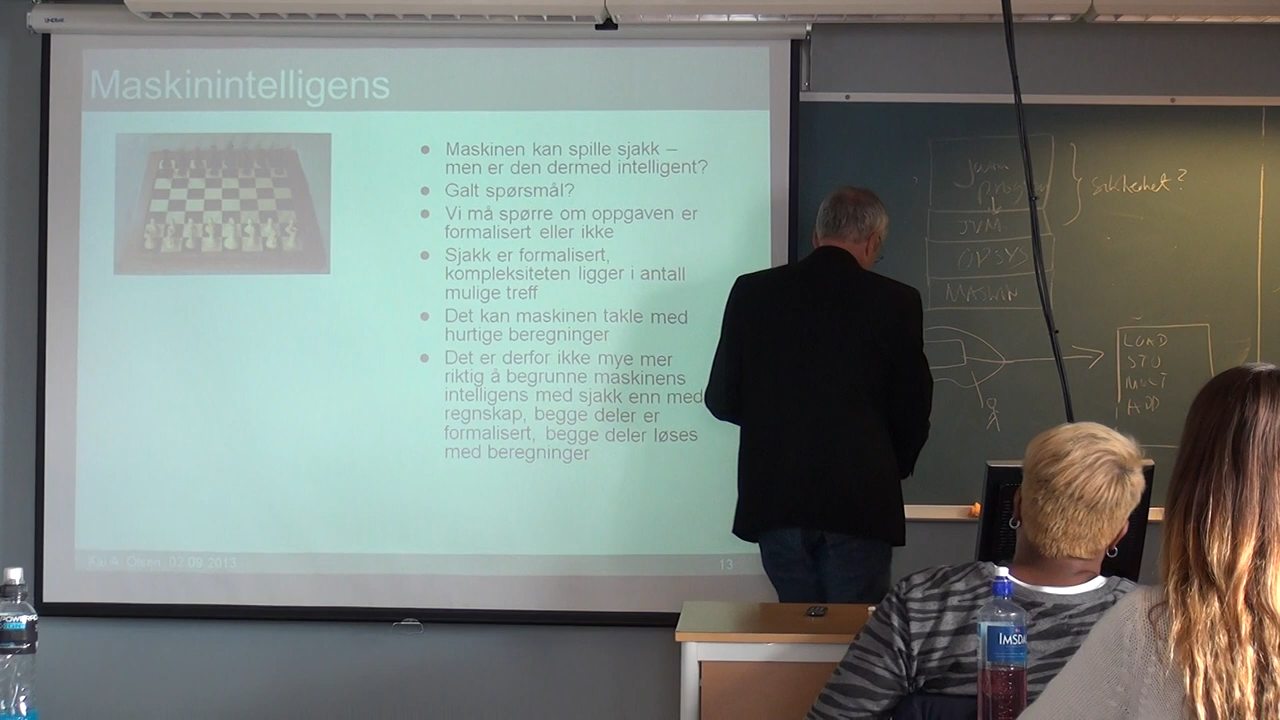 Maskinintelligens
Maskinen kan spille sjakk –
men er den dermed intelligent?
Galt spørsmål?
Vi må spørre om oppgaven er
formalisert eller ikke
Sjakk er formalisert,
kompleksiteten ligger i antall
mulige treff
Det kan maskinen takle med
hurtige beregninger
Det er derfor ikke mye mer
riktig å begrunne maskinens
intelligens med sjakk enn med
regnskap, begge deler er
formalisert, begge deler løses
med beregninger
Kai A. Olsen, 02.09.2013
13
Java
program
JVM
OPSYS
MASKIN
Sikkerhet?
LOAD
STO
MULT
ADD
IMSDA